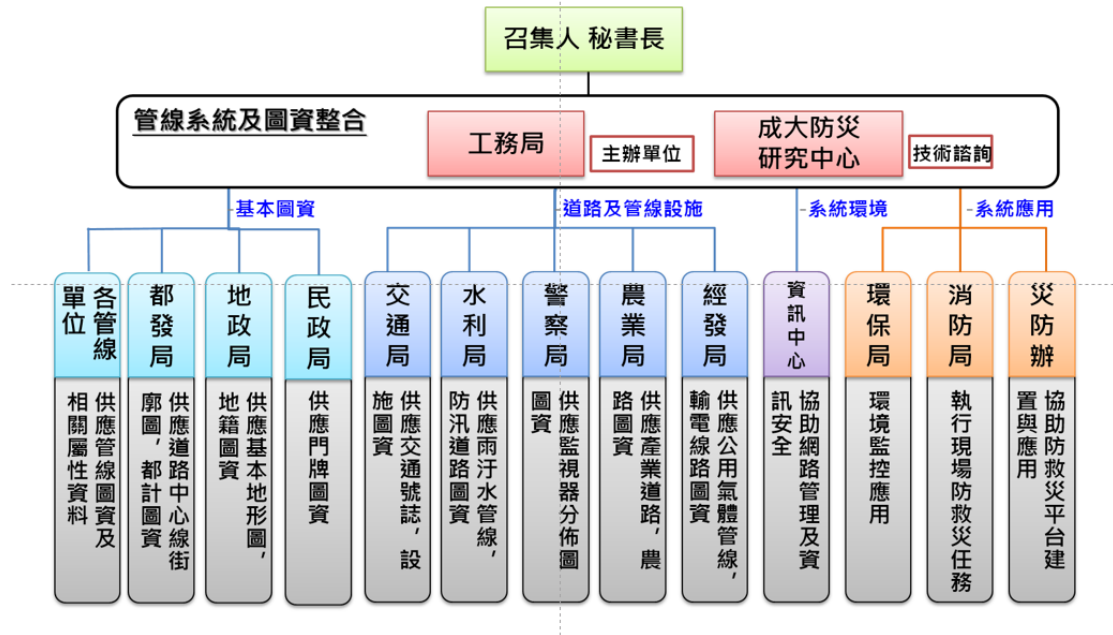 召集人 秘書長
管線系統及圖資整合
工務局
主辦單位
成大防災
研究中心
技術諮詢
基本圖資
道路及管線設施
系統環境
系統應用
各管線
單位
供應管線圖資及
相關屬性資料
都發局
供應道路中心線街
廓圖，都計圖資
地政局
供應基本地形圖，
地籍圖資
民政局
供應門牌圖資
交通局
供應交通號誌，設
施圖資
水利局
供應雨汙水管線，
防汛道路圖資
警察局
供應監視器分佈圖
圖資
農業局
供應產業道路，農
路圖資
經發局
供應公用氣體管線，
輸電線路圖資
資訊中心
協助網路管理及資
訊安全
環保局
環境監控應用
消防局
執行現場防救災任務
災防辦
協助防救災平台建
置與應用